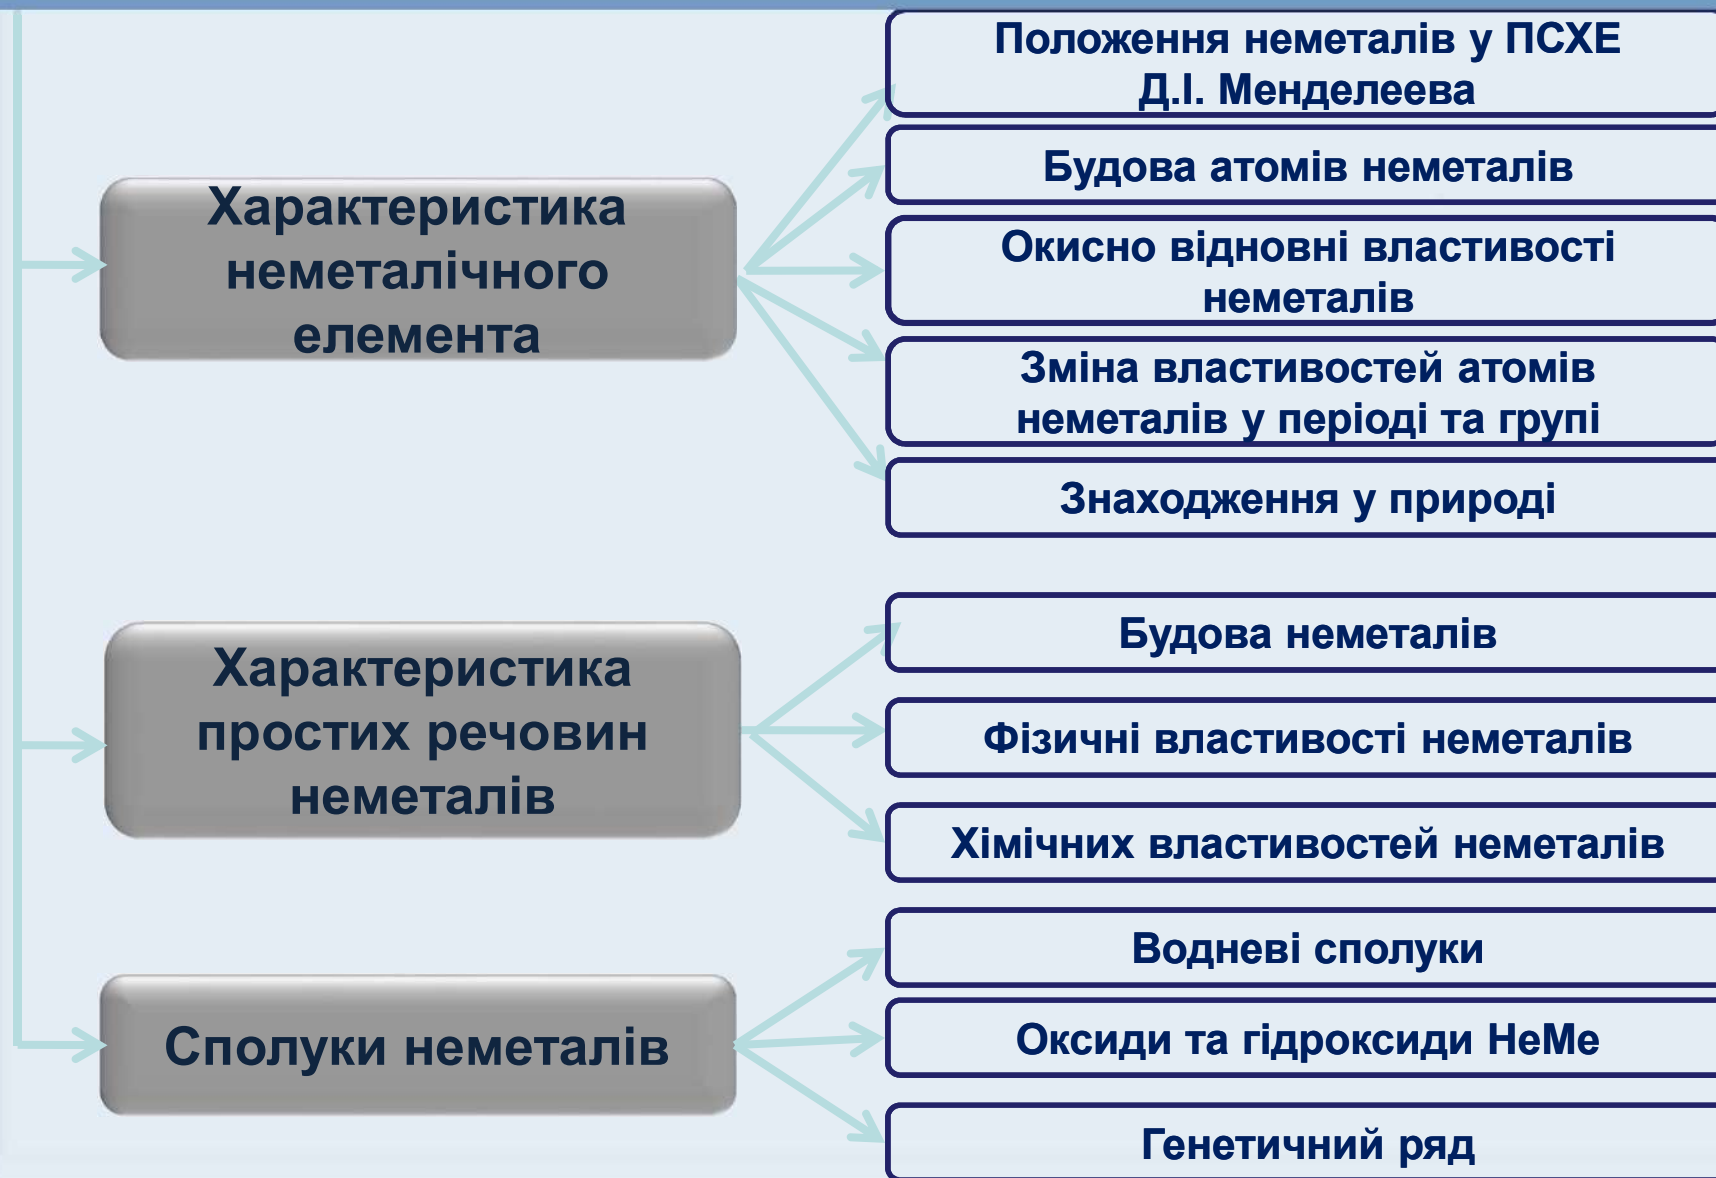 Характеристика
неметалічного
елемента
Положення неметалів у ПСХЕ
Д.І. Менделеева
Будова атомів неметалів
Окисно відновні властивості
неметалів
Зміна властивостей атомів
неметалів у періоді та групі
Знаходження у природі
Характеристика
простих речовин
неметалів
Будова неметалів
Фізичні властивості неметалів
Хімічних властивостей неметалів
Сполуки неметалів
Водневі сполуки
Оксиди та гідроксиди НеМе
Генетичний ряд